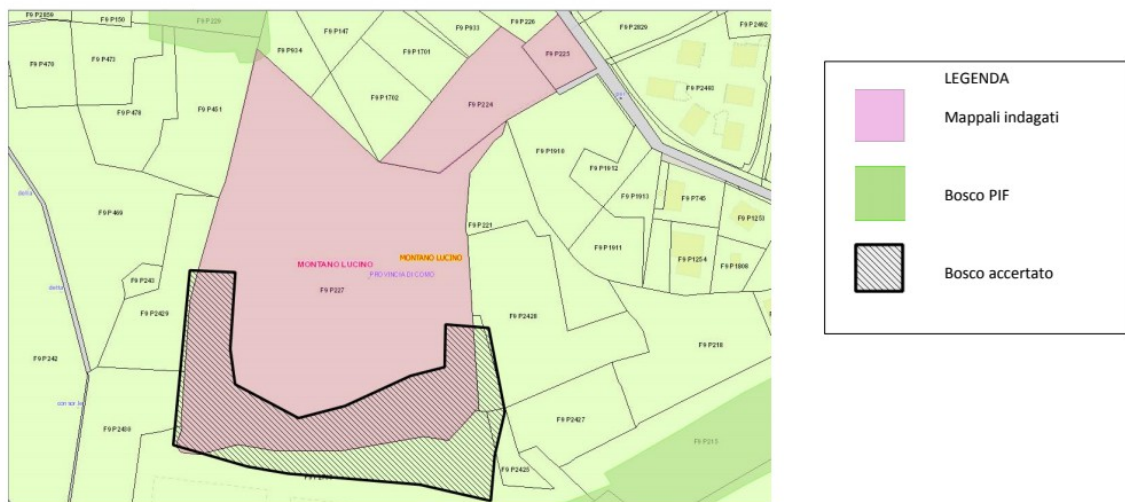 F9 P2859
F9 P150
F9 P229
F9 P934
F9 P147
F9 P933
F9 P226
F9 P2829
F9 P2462
F9 P470
F9 P473
F9 P1701
F9 P225
F9 P2463
F9 P478
F9 P451
F9 P1702
F9 P224
F9 P1910
F9 P1912
F9 P1913
F9 P745
F9 P1253
F9 P469
F9 P221
F9 P1911
F9 P1254
F9 P1806
MONTANO LUCINO
MONTANO LUCINO
PROVINCIA DI COMO
F9 P243
F9 P227
F9 P2429
F9 P2428
F9 P242
F9 P218
F9 P2430
F9 P2427
F9 P213
F9 P2425
LEGENDA
Mappali indagati
Bosco PIF
Bosco accertato